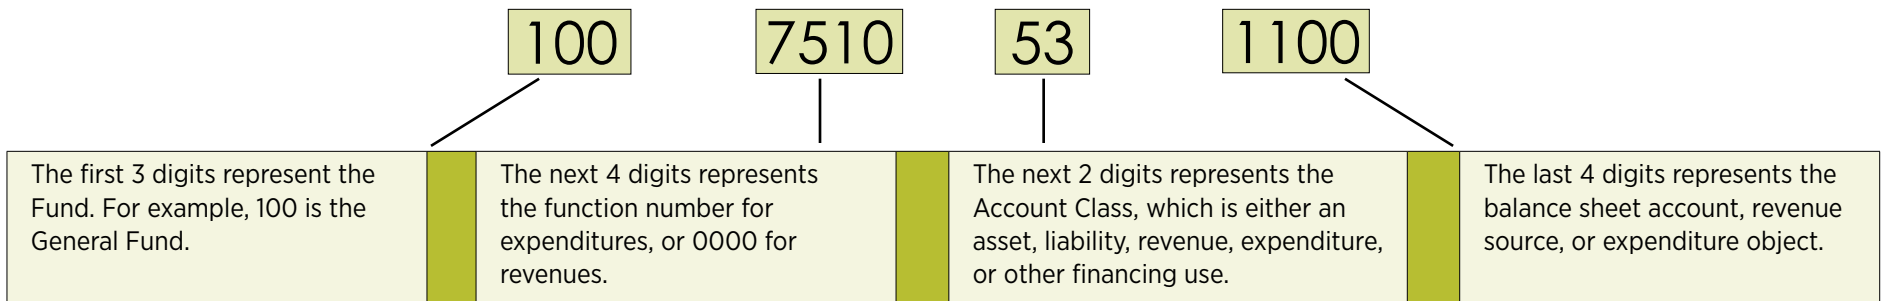 100 7510 53 1100
The first 3 digits represent the
Fund. For example, 100 is the
General Fund.
The next 4 digits represents
the function number for
expenditures, or 0000 for
revenues.
The next 2 digits represents the
Account Class, which is either an
asset, liability, revenue, expenditure,
or other financing use.
The last 4 digits represents the
balance sheet account, revenue
source, or expenditure object.